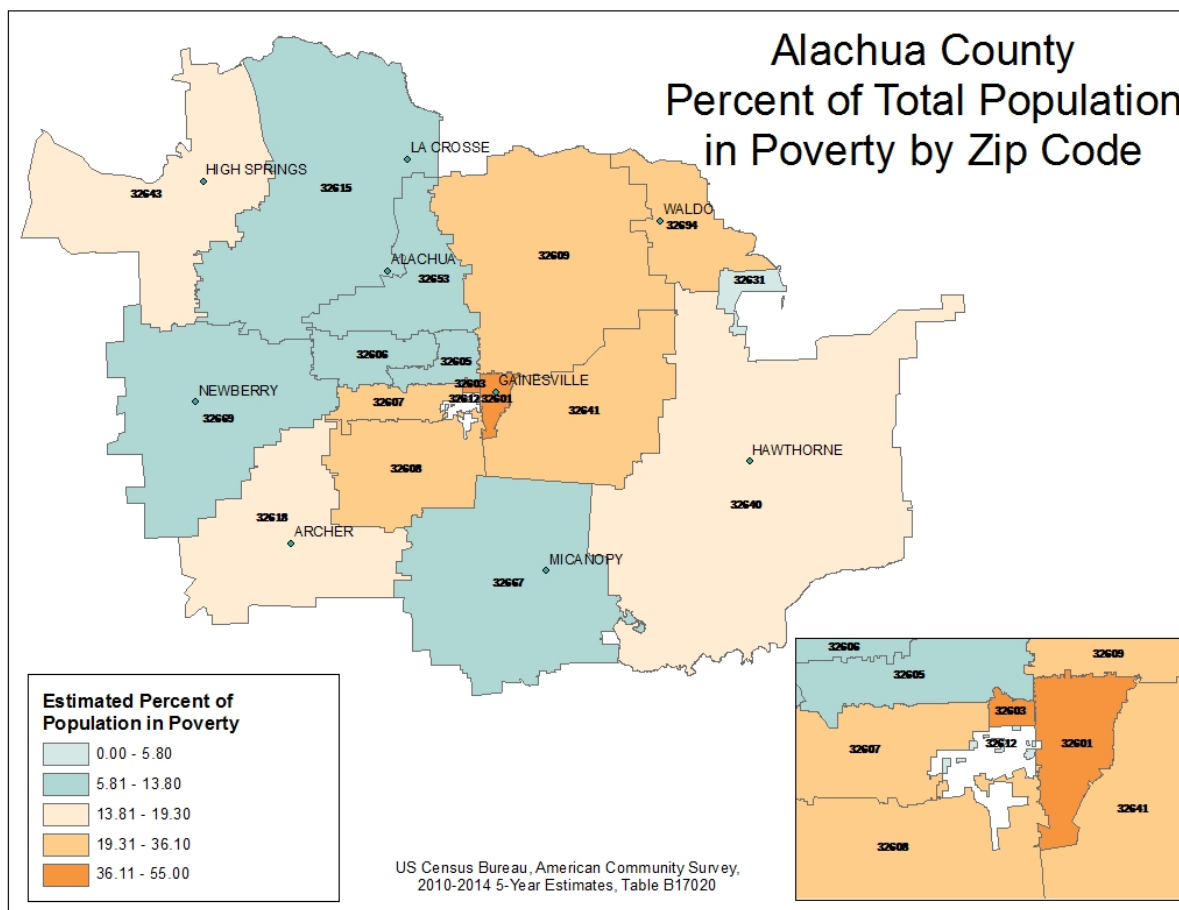 Alachua County
Percent of Total Population
in Poverty by Zip Code
LA CROSSE
HIGH SPRINGS
32643
32615
WALDO
32694
32609
ALACHUA
32653
32631
32606
32605
NEWBERRY
32669
32603
GAINESVILLE
32607
32612
32601
32641
32608
HAWTHORNE
32640
32618
ARCHER
MICANOPY
32667
32606
32609
32605
32603
32607
32612
32601
32641
32608
Estimated Percent of
Population in Poverty
0.00 - 5.80
5.81 - 13.80
13.81 - 19.30
19.31 - 36.10
36.11 - 55.00
US Census Bureau, American Community Survey,
2010-2014 5-Year Estimates, Table B17020